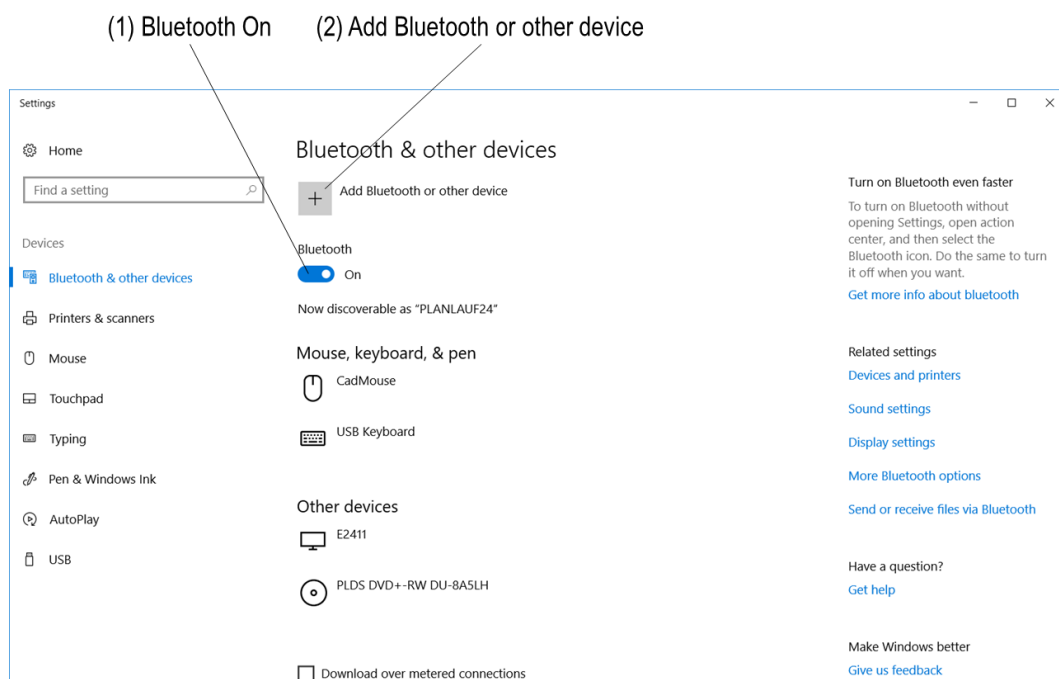 (1) Bluetooth On
(2) Add Bluetooth or other device
Settings
Home
Find a setting
Devices
Bluetooth & other devices
Printers & scanners
Mouse
Touchpad
Typing
Pen & Windows Ink
AutoPlay
USB
Bluetooth & other devices
Add Bluetooth or other device
Bluetooth
On
Now discoverable as “PLANLAUF24”
Mouse, keyboard, & pen
CadMouse
USB Keyboard
Other devices
E2411
PLDS DVD+-RW DU-8A5LH
Download over metered connections
Turn on Bluetooth even faster
To turn on Bluetooth without
opening Settings, open action
center, and then select the
Bluetooth icon. Do the same to turn
it off when you want.
Get more info about bluetooth
Related settings
Devices and printers
Sound settings
Display settings
More Bluetooth options
Send or receive files via Bluetooth
Have a question?
Get help
Make Windows better
Give us feedback